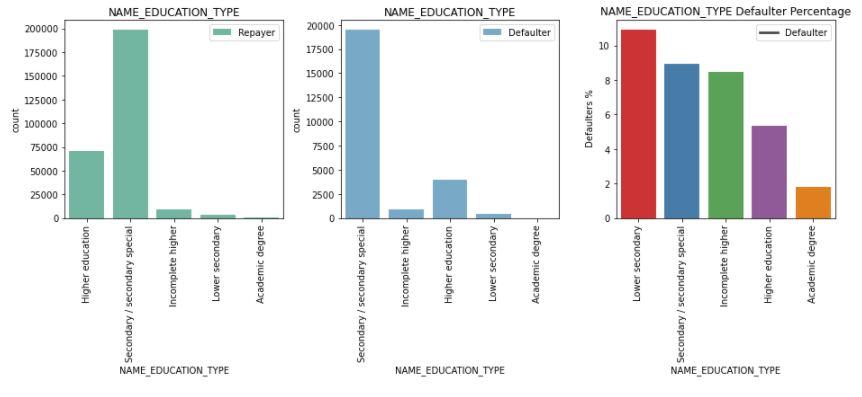 NAME_EDUCATION_TYPE
Repayer
200000
175000
150000
125000
100000
75000
50000
25000
0
count
Higher education
Secondary / secondary special
Incomplete higher
Lower secondary
Academic degree
NAME_EDUCATION_TYPE
NAME_EDUCATION_TYPE
Defaulter
20000
17500
15000
12500
10000
7500
5000
2500
0
count
Secondary / secondary special
Incomplete higher
Higher education
Lower secondary
Academic degree
NAME_EDUCATION_TYPE
NAME_EDUCATION_TYPE Defaulter Percentage
Defaulter
10
8
6
4
2
0
Defaulters %
Lower secondary
Secondary / secondary special
Incomplete higher
Higher education
Academic degree
NAME_EDUCATION_TYPE